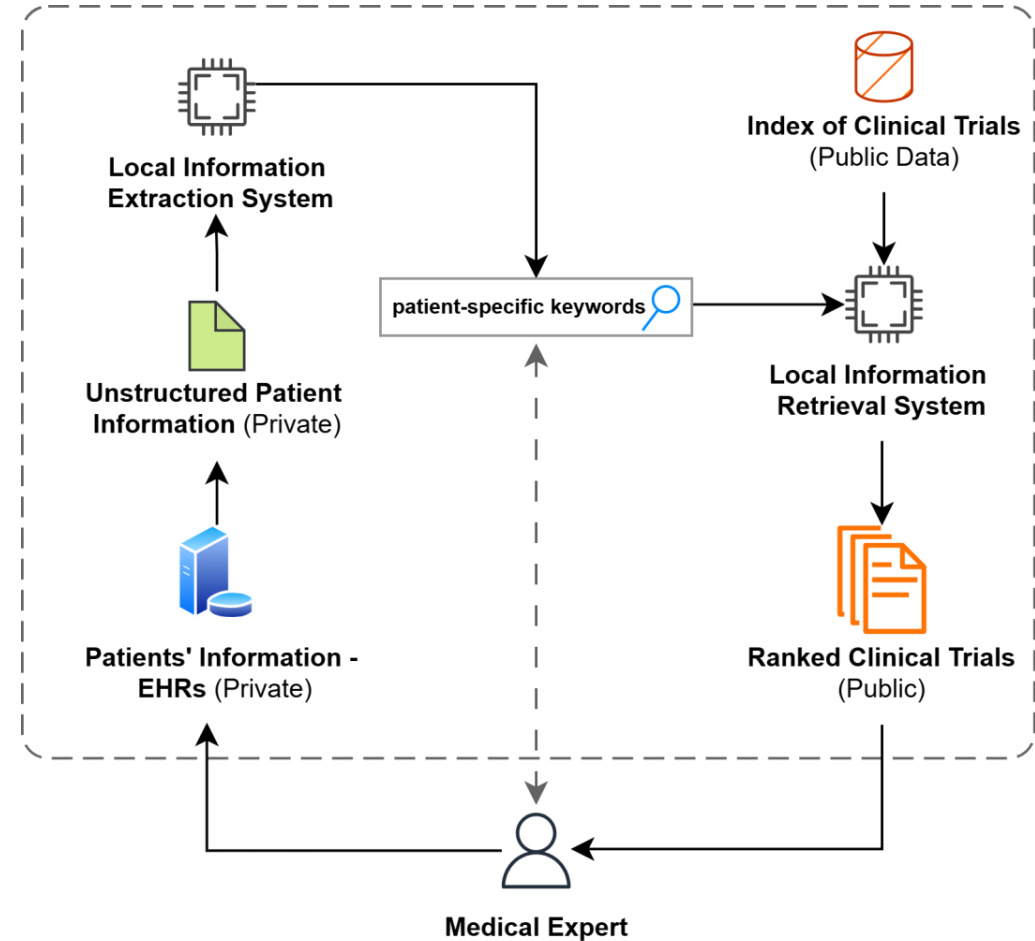 Local Information
Extraction System
Index of Clinical Trials
(Public Data)
patient-specific keywords
Unstructured Patient
Information (Private)
Local Information
Retrieval System
Patients' Information -
EHRs (Private)
Ranked Clinical Trials
(Public)
Medical Expert